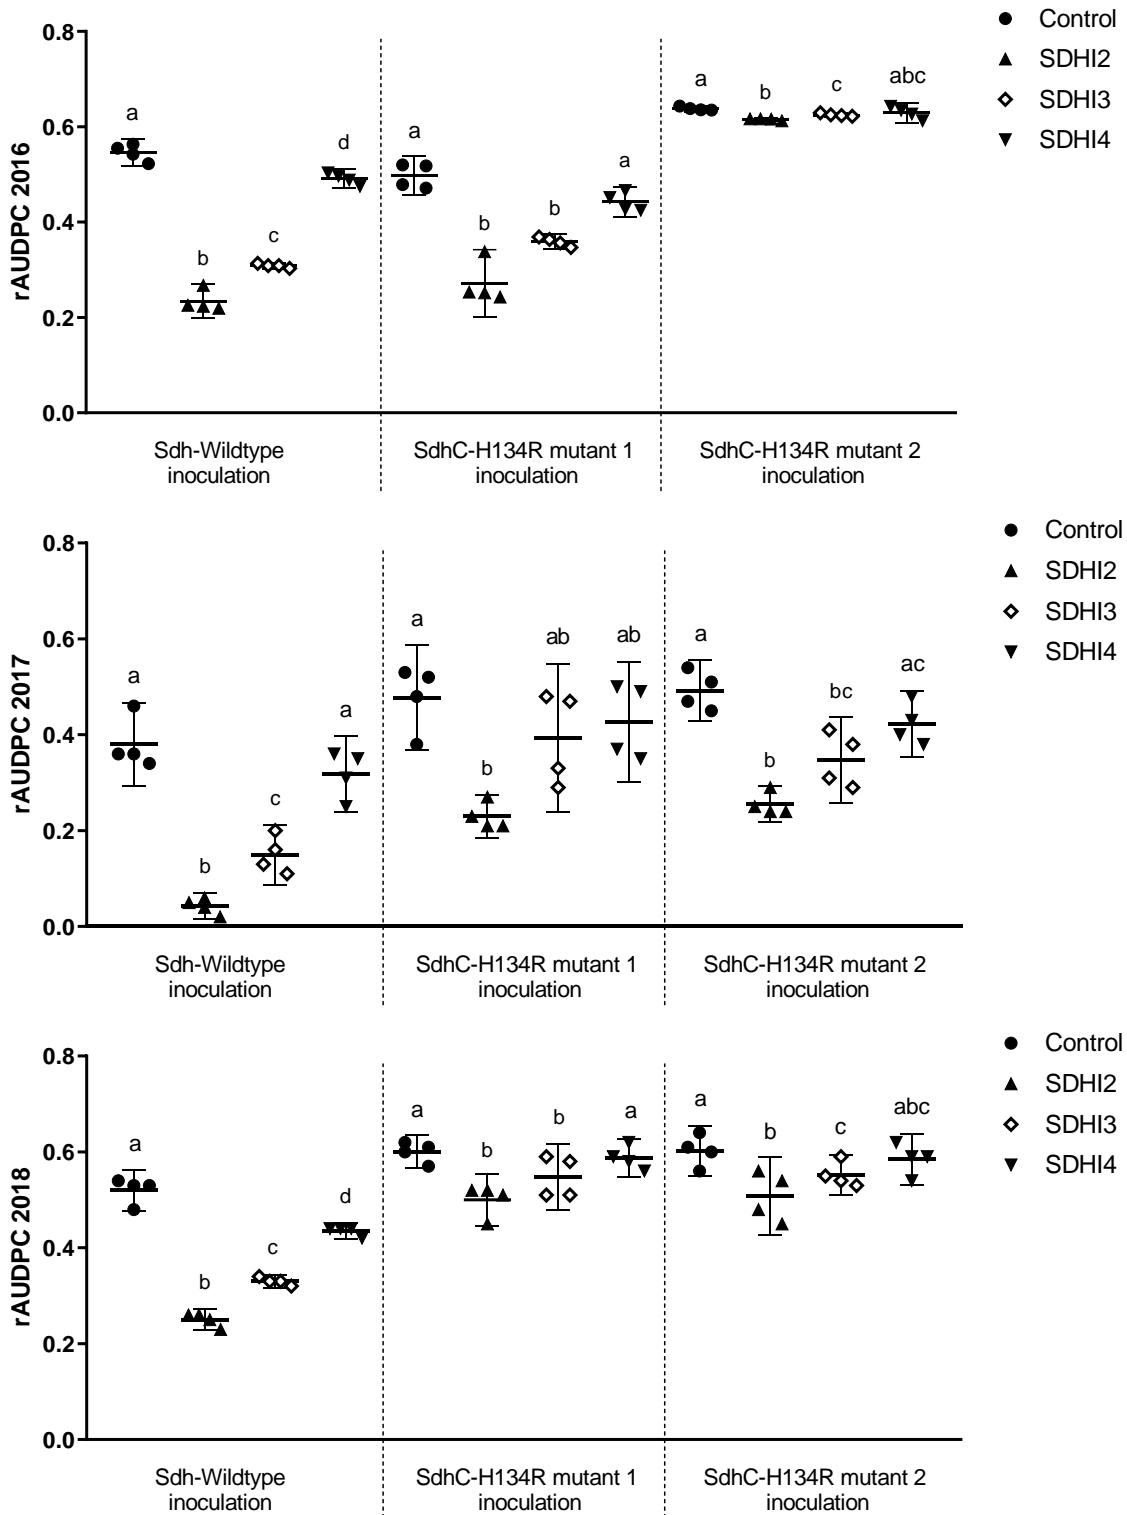 Control
SDHI2
SDHI3
SDHI4
rAUDPC 2016
0.8
0.6
0.4
0.2
0.0
a
b
c
d
a
b
b
a
a
b
c
abc
Sdh-Wildtype
inoculation
SdhC-H134R mutant 1
inoculation
SdhC-H134R mutant 2
inoculation
Control
SDHI2
SDHI3
SDHI4
rAUDPC 2017
0.8
0.6
0.4
0.2
0.0
a
b
c
a
a
b
ab
ab
a
b
bc
ac
Sdh-Wildtype
inoculation
SdhC-H134R mutant 1
inoculation
SdhC-H134R mutant 2
inoculation
Control
SDHI2
SDHI3
SDHI4
rAUDPC 2018
0.8
0.6
0.4
0.2
0.0
a
b
c
d
a
b
b
a
a
b
c
abc
Sdh-Wildtype
inoculation
SdhC-H134R mutant 1
inoculation
SdhC-H134R mutant 2
inoculation